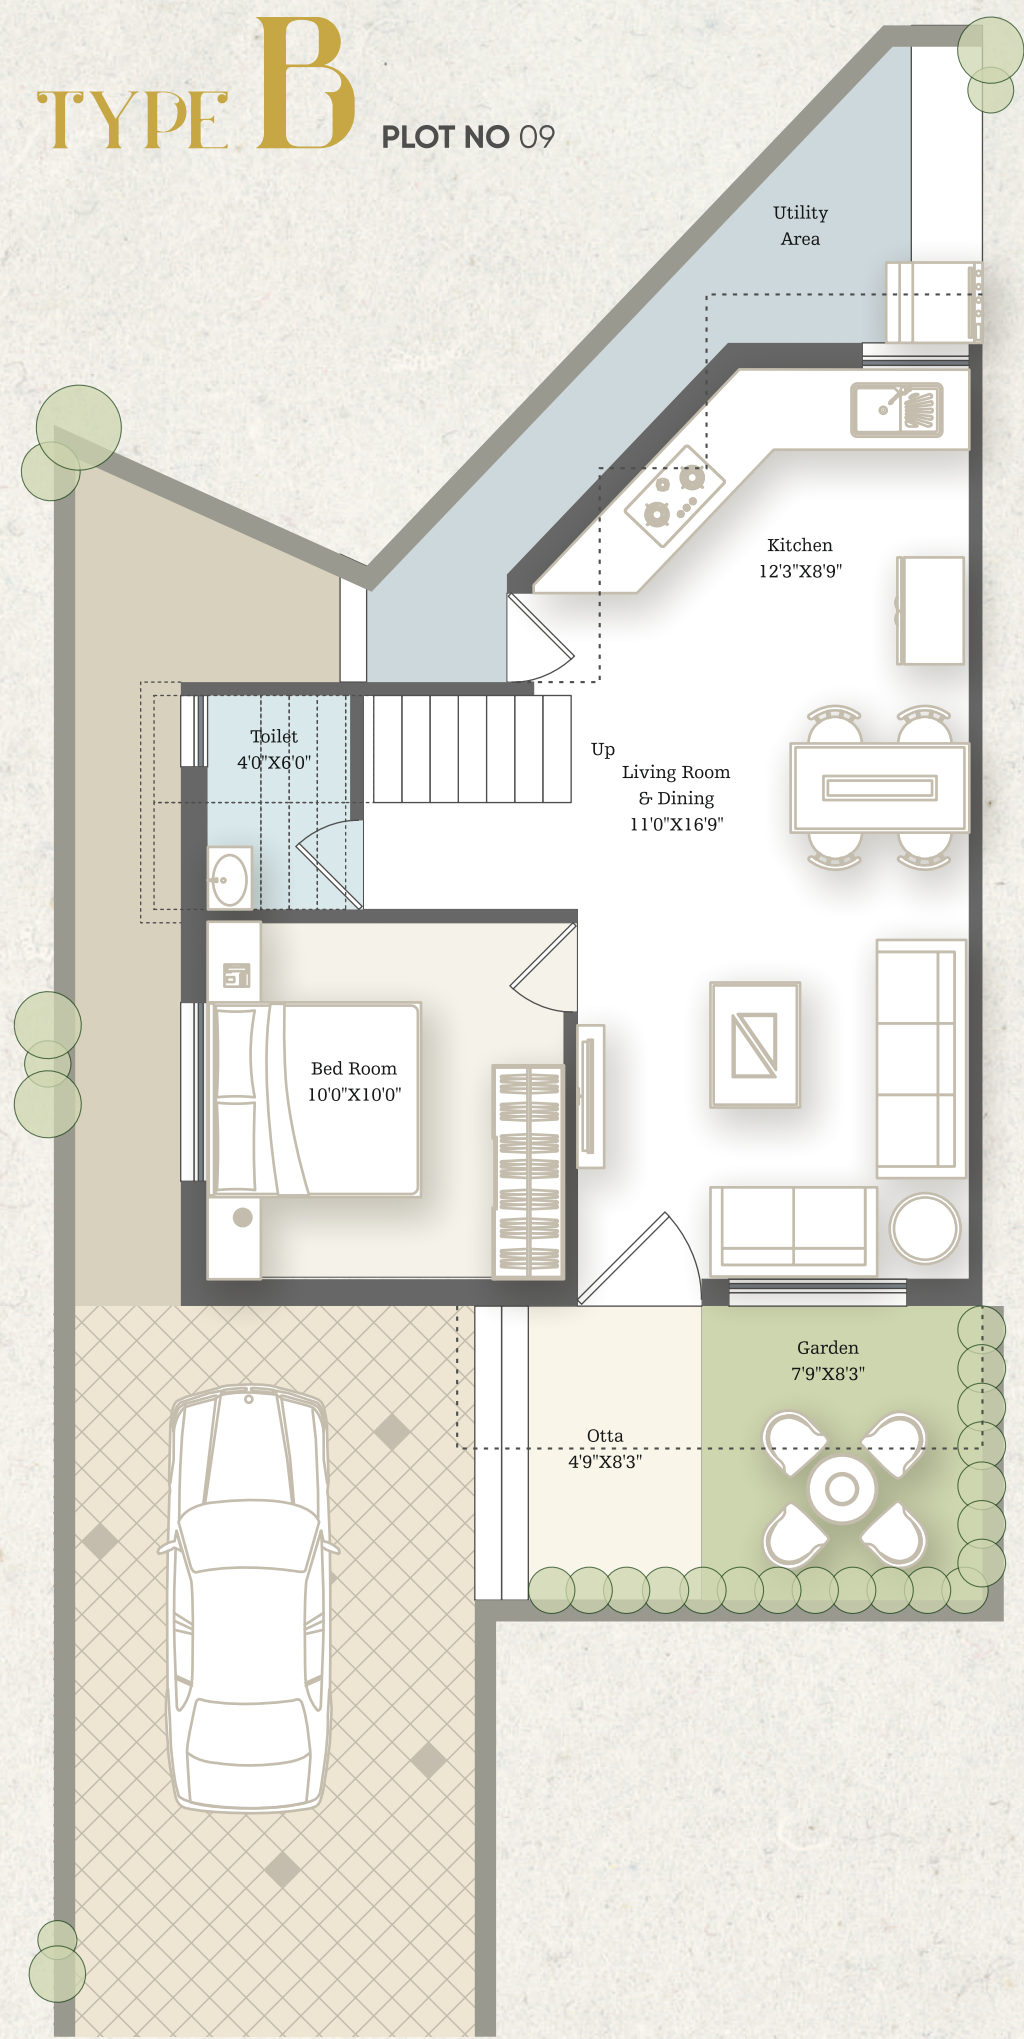 TYPE B PLOT NO 09
Utility
Area
Kitchen
12'3"X8'9"
Toilet
4'0"X6'0"
Up
Living Room
& Dining
11'0"X16'9"
Bed Room
10'0"X10'0"
Garden
7'9"X8'3"
Otta
4'9"X8'3"